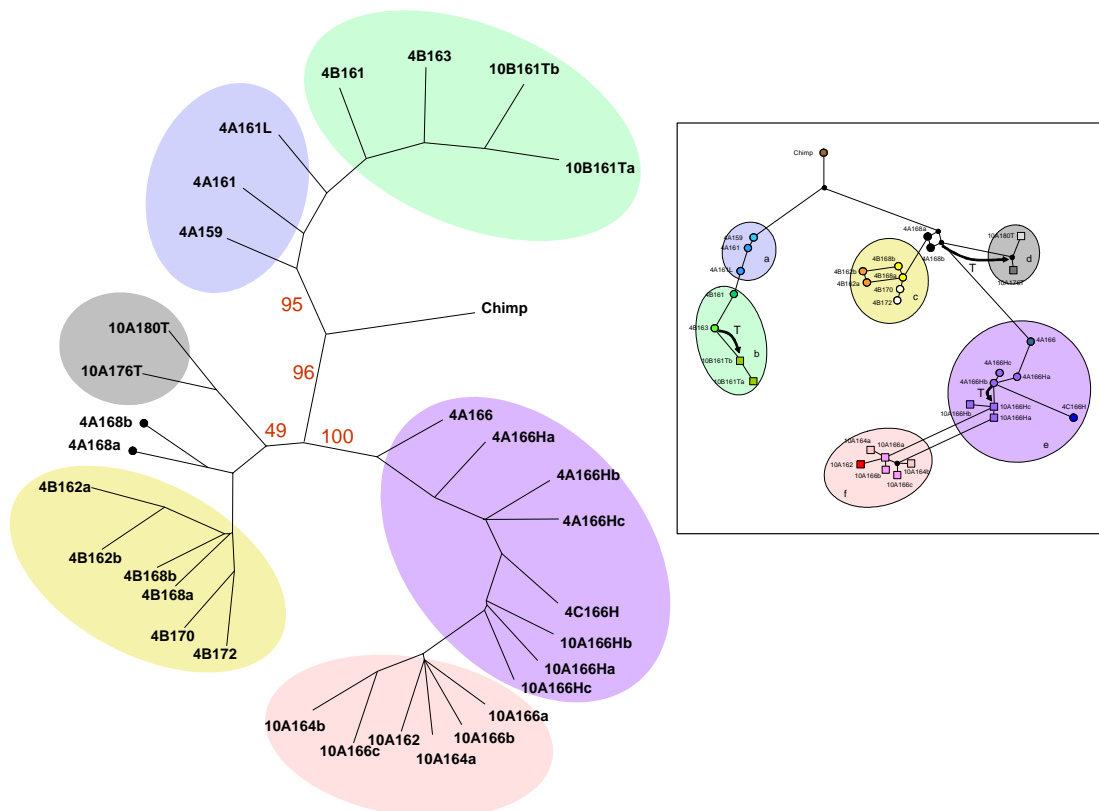 4B163
4B161
10B161Tb
4A161L
10B161Ta
4A161
4A159
95
Chimp
10A180T
10A176T
96
4A168b
4A168a
49
100
4A166
4A166Ha
4A166Hb
4A166Hc
4B162a
4B162b
4B168b
4B168a
4B170
4B172
4C166H
10A166Hb
10A166Ha
10A166Hc
10A164b
10A166c
10A162
10A164a
10A166b
10A166a
Chimp
4A159
4A161
a
4A161L
4B161
4B163
T
b
10B161Tb
10B161Ta
4A168a
4A168b
T
10A180T
d
10A176T
4B168b
4B162b
4B168a
4B162a
4B170
c
4B172
4A166
4A166Hc
4A166Ha
4A166Hb
T
10A166Hc
10A166Hb
10A166Ha
4C166H
e
10A164a
10A166a
10A162
10A164b
10A166b
10A166c
f